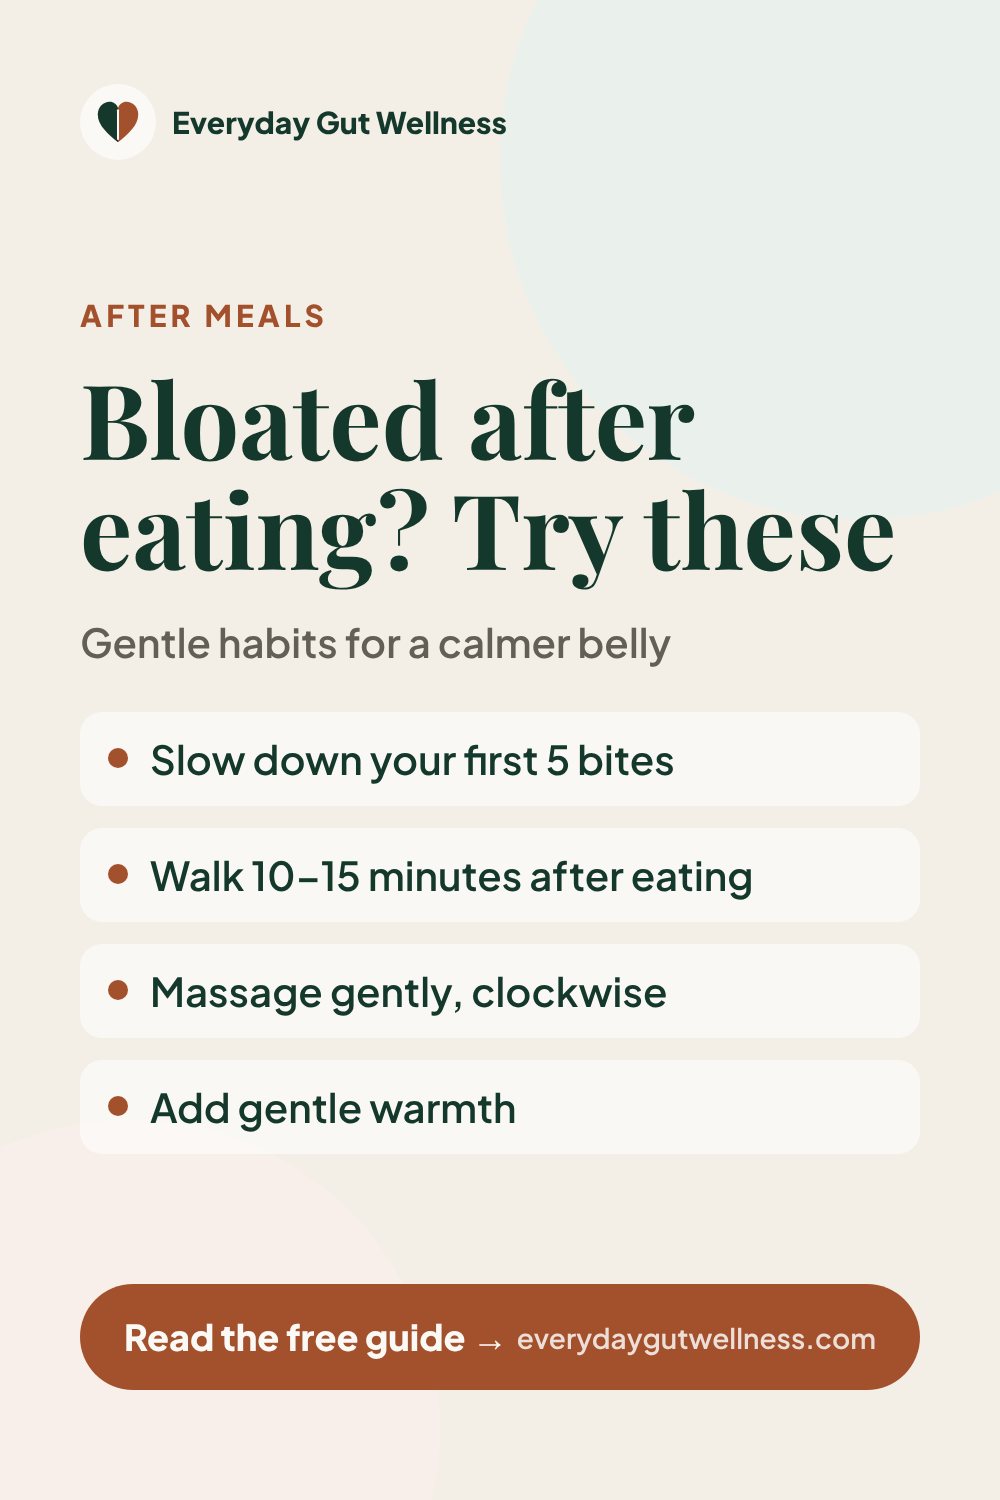 Everyday Gut Wellness
AFTER MEALS
Bloated after
eating? Try these
Gentle habits for a calmer belly
Slow down your first 5 bites
Walk 10–15 minutes after eating
Massage gently, clockwise
Add gentle warmth
Read the free guide → everydaygutwellness.com